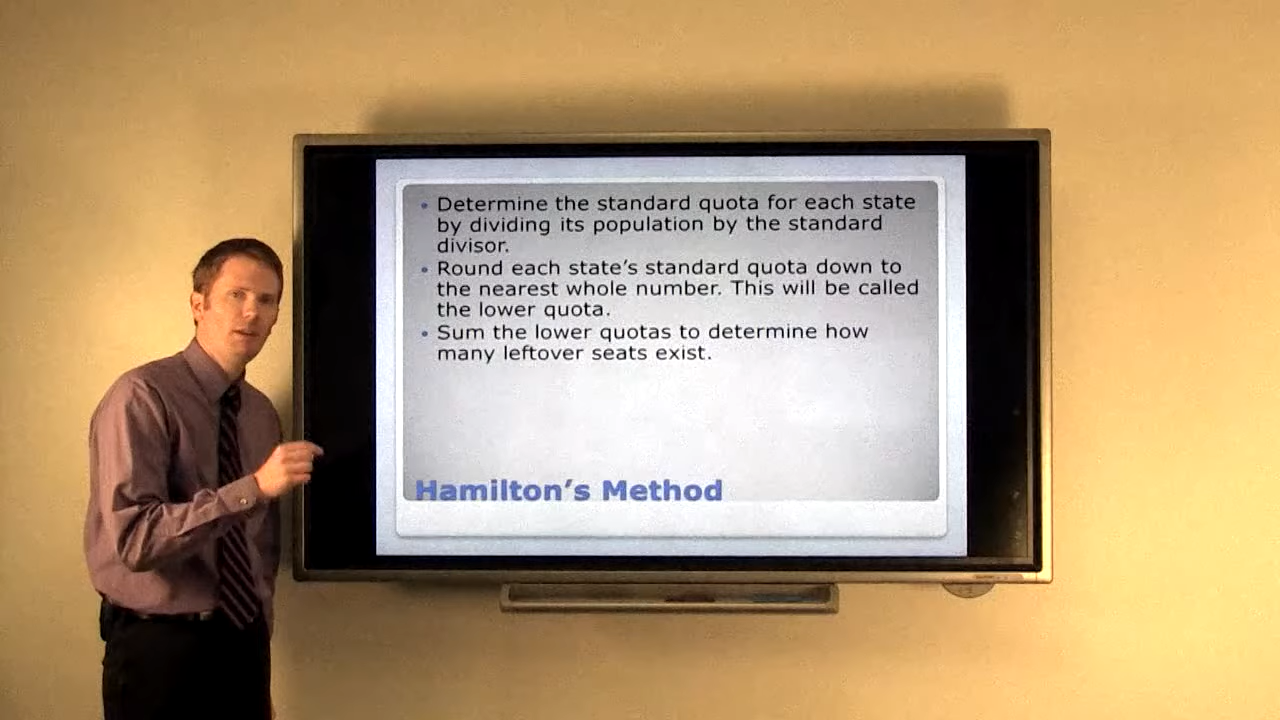 • Determine the standard quota for each state
by dividing its population by the standard
divisor.
• Round each state's standard quota down to
the nearest whole number. This will be called
the lower quota.
• Sum the lower quotas to determine how
many leftover seats exist.
Hamilton's Method